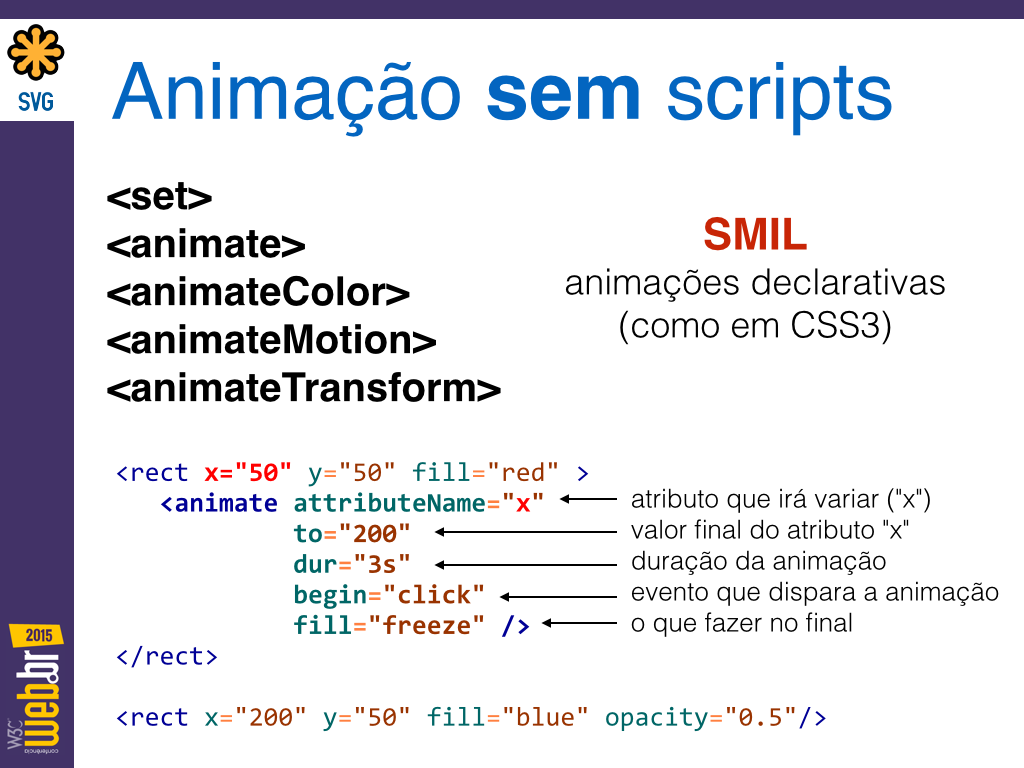 SVG
Animação sem scripts
<set>
<animate>
<animateColor>
<animateMotion>
<animateTransform>
SMIL
animações declarativas
(como em CSS3)
<rect x="50" y="50" fill="red" >
<animate attributeName="x"
atributo que irá variar ("x")
to="200"
valor final do atributo "x"
dur="3s"
duração da animação
begin="click"
evento que dispara a animação
fill="freeze" />
o que fazer no final
</rect>
<rect x="200" y="50" fill="blue" opacity="0.5"/>
2015
W3C
conferência
web.br